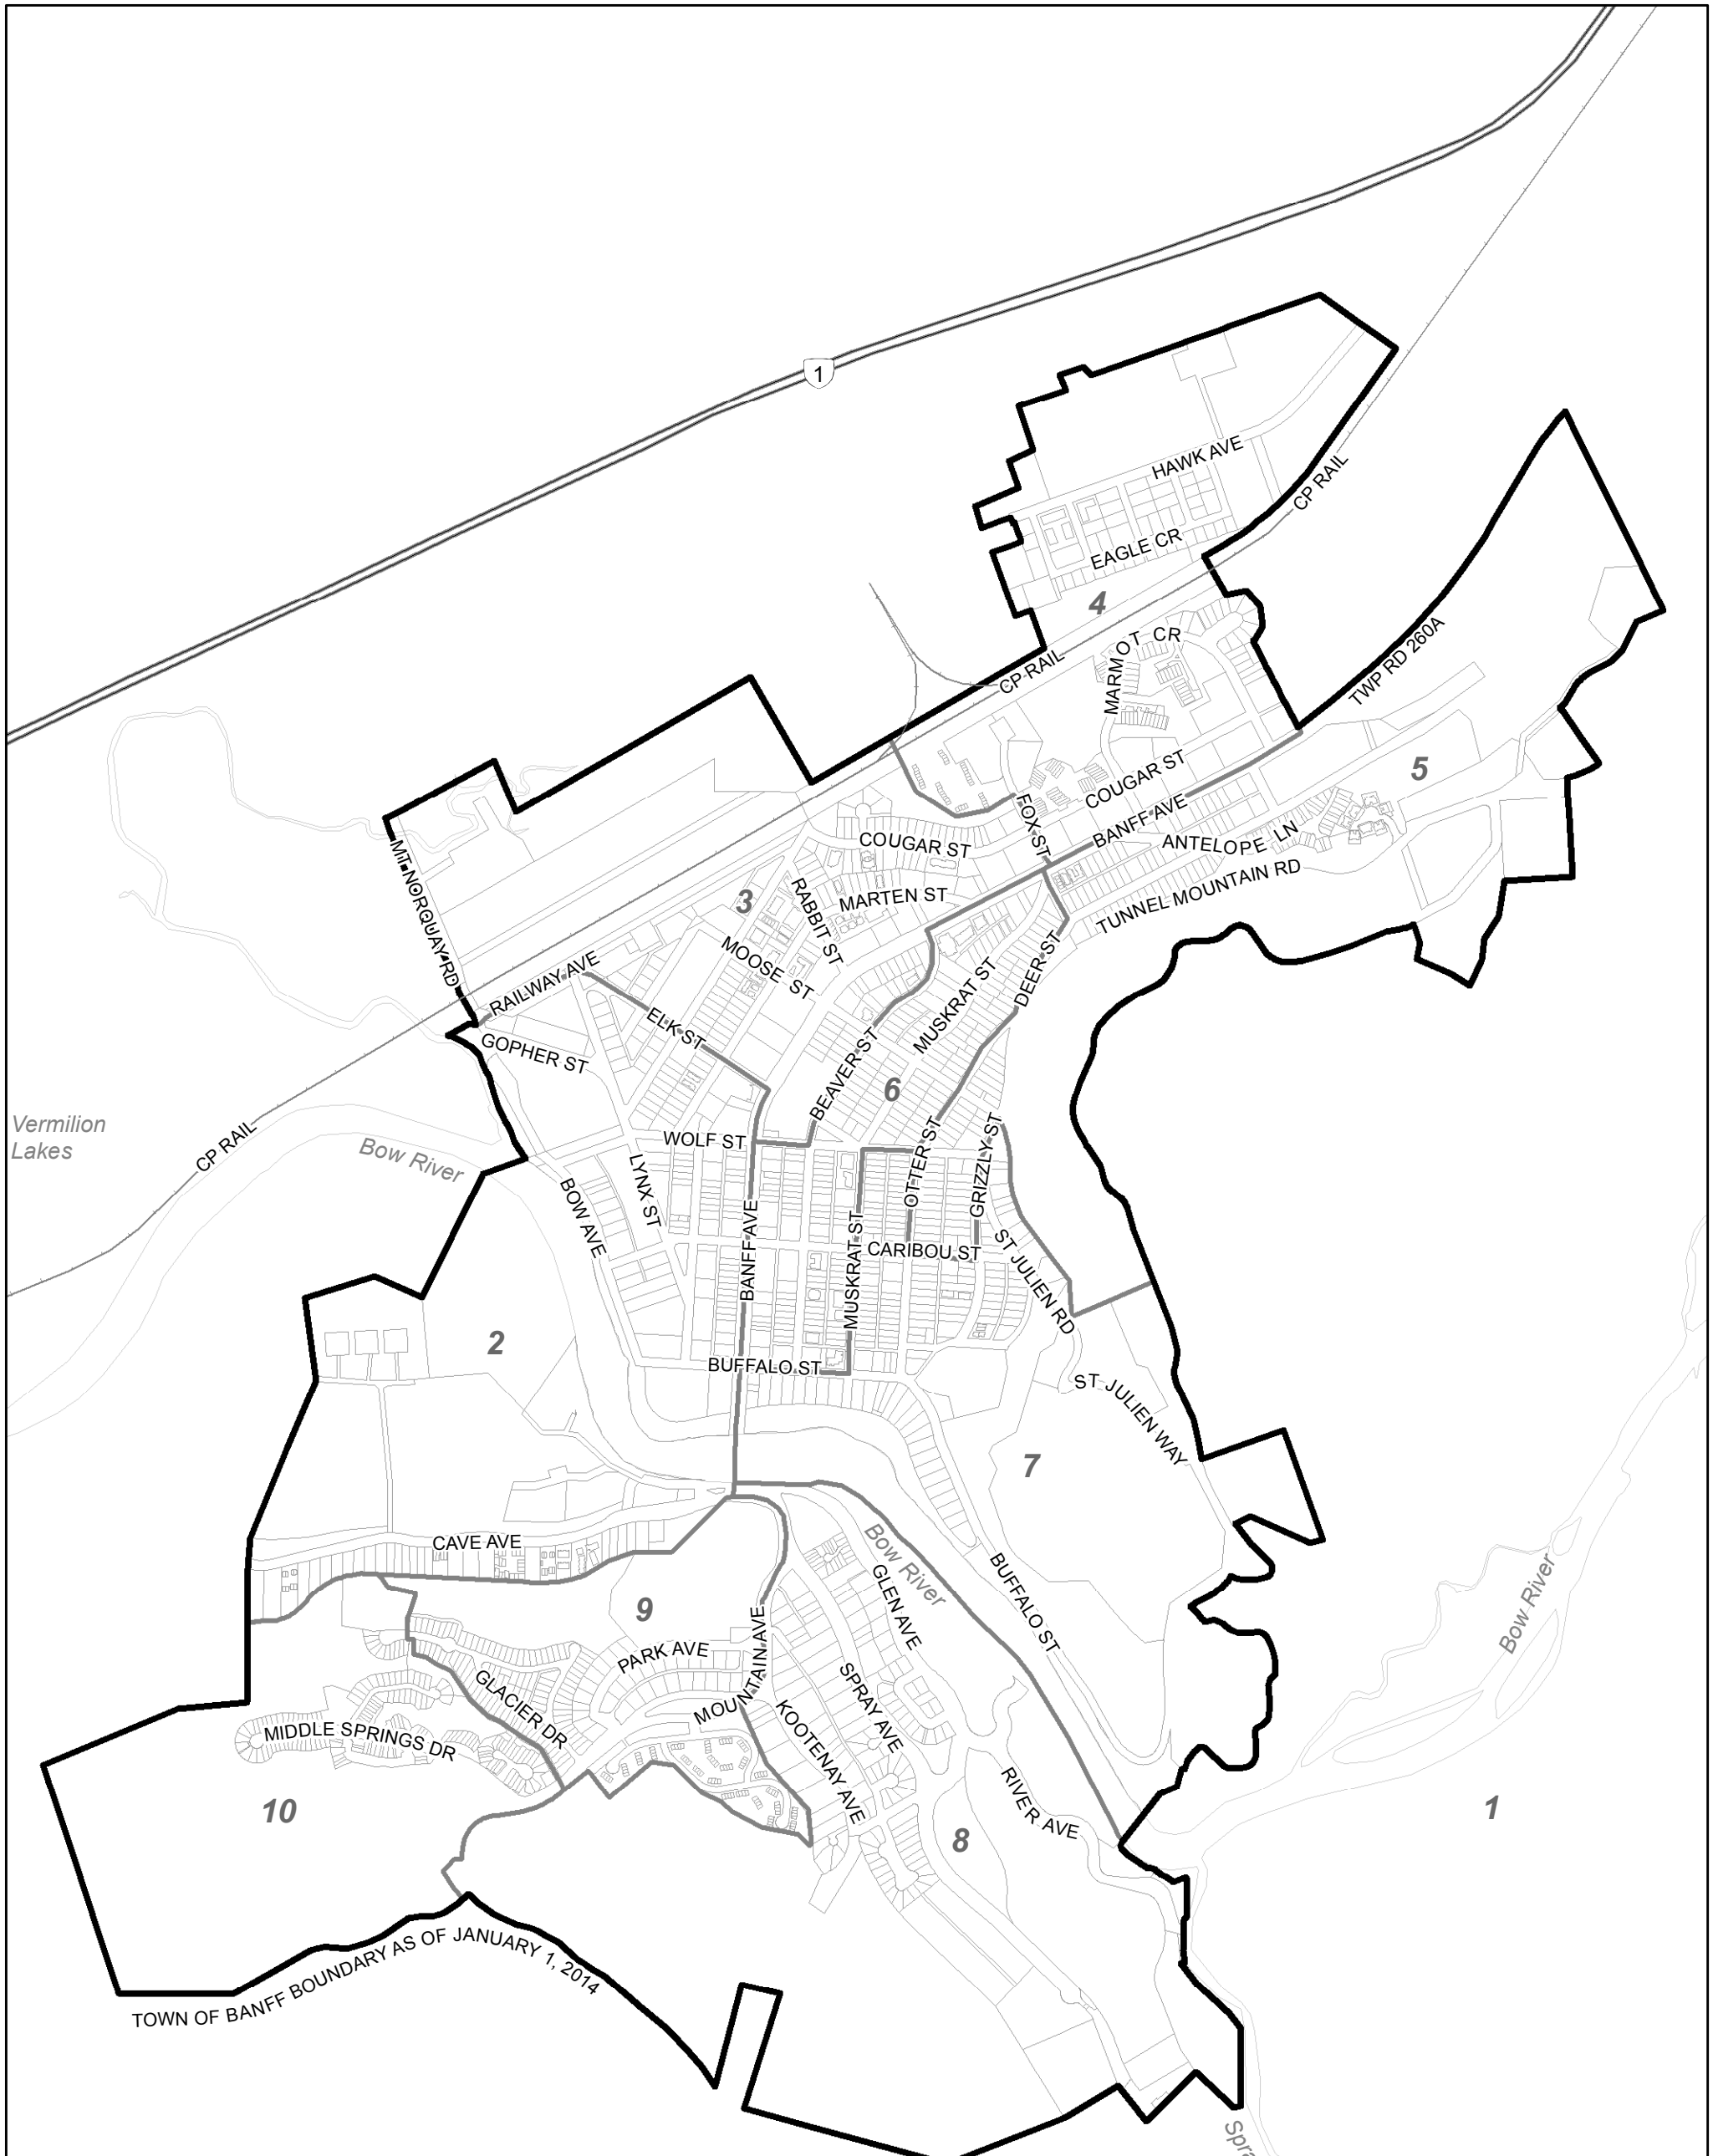 1
HAWK AVE
CP RAIL
EAGLE CR
4
MARMOT CR
TWP RD 260A
CP RAIL
5
COUGAR ST
FOX ST
BANFF AVE
ANTELOPE LN
COUGAR ST
TUNNEL MOUNTAIN RD
MT NORQUAY RD
3
RABBIT ST
MARTEN ST
MOOSE ST
RAILWAY AVE
DEER ST
MUSKRAT ST
ELK ST
GOPHER ST
BEAVER ST
6
Vermilion
Lakes
CP RAIL
Bow River
WOLF ST
LYNX ST
OTTER ST
GRIZZLY ST
BOW AVE
BANFF AVE
MUSKRAT ST
CARIBOU ST
ST JULIEN RD
2
BUFFALO ST
ST JULIEN WAY
7
CAVE AVE
Bow River
GLEN AVE
BUFFALO ST
Bow River
9
PARK AVE
MOUNTAIN AVE
SPRAY AVE
GLACIER DR
KOOTENAY AVE
MIDDLE SPRINGS DR
10
RIVER AVE
8
1
TOWN OF BANFF BOUNDARY AS OF JANUARY 1, 2014